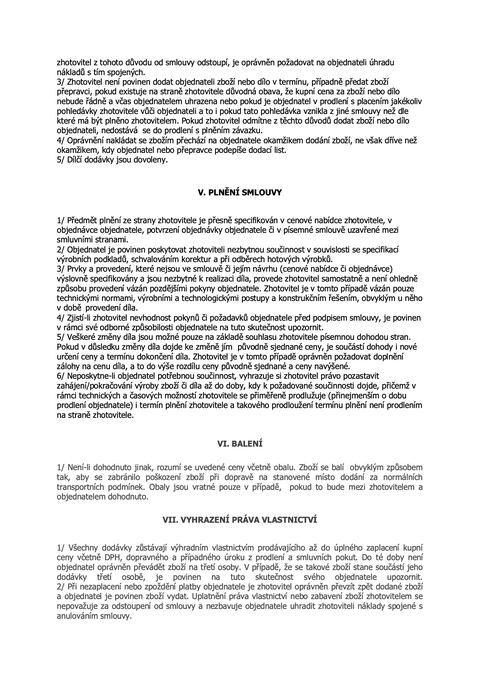 zhotovitel z tohoto důvodu od smlouvy odstoupí, je oprávněn požadovat na objednateli úhradu
nákladů s tím spojených.
3/ Zhotovitel není povinen dodat objednateli zboží nebo dílo v termínu, případně předat zboží
přepravci, pokud existuje na straně zhotovitele důvodná obava, že kupní cena za zboží nebo dílo
nebude řádně a včas objednatelem uhrazena nebo pokud je objednatel v prodlení s placením jakékoliv
pohledávky zhotovitele vůči objednateli a to i pokud tato pohledávka vznikla z jiné smlouvy než dle
které má být plněno zhotovitelem. Pokud zhotovitel odmítne z těchto důvodů dodat zboží nebo dílo
objednateli, nedostává se do prodlení s plněním závazku.
4/ Oprávnění nakládat se zbožím přechází na objednatele okamžikem dodání zboží, ne však dříve než
okamžikem, kdy objednatel nebo přepravce podepíše dodací list.
5/ Dílčí dodávky jsou dovoleny.
V. PLNĚNÍ SMLOUVY
1/ Předmět plnění ze strany zhotovitele je přesně specifikován v cenové nabídce zhotovitele, v
objednávce objednatele, potvrzení objednávky objednatele či v písemné smlouvě uzavřené mezi
smluvními stranami.
2/ Objednatel je povinen poskytovat zhotoviteli nezbytnou součinnost v souvislosti se specifikací
výrobních podkladů, schvalováním korektur a při odběrech hotových výrobků.
3/ Prvky a provedení, které nejsou ve smlouvě či jejím návrhu (cenové nabídce či objednávce)
výslovně specifikovány a jsou nezbytné k realizaci díla, provede zhotovitel samostatně a není ohledně
způsobu provedení vázán pozdějšími pokyny objednatele. Zhotovitel je v tomto případě vázán pouze
technickými normami, výrobními a technologickými postupy a konstrukčním řešením, obvyklým u něho
v době provedení díla.
4/ Zjistí-li zhotovitel nevhodnost pokynů či požadavků objednatele před podpisem smlouvy, je povinen
v rámci své odborné způsobilosti objednatele na tuto skutečnost upozornit.
5/ Veškeré změny díla jsou možné pouze na základě souhlasu zhotovitele písemnou dohodou stran.
Pokud v důsledku změny díla dojde ke změně jím původně sjednané ceny, je součástí dohody i nové
určení ceny a termínu dokončení díla. Zhotovitel je v tomto případě oprávněn požadovat doplnění
zálohy na cenu díla, a to do výše rozdílu ceny původně sjednané a ceny navýšené.
6/ Neposkytne-li objednatel potřebnou součinnost, vyhrazuje si zhotovitel právo pozastavit
zahájení/pokračování výroby zboží či díla až do doby, kdy k požadované součinnosti dojde, přičemž v
rámci technických a časových možností zhotovitele se přiměřeně prodlužuje (přinejmenším o dobu
prodlení objednatele) i termín plnění zhotovitele a takového prodloužení termínu plnění není prodlením
na straně zhotovitele.
VI. BALENÍ
1/ Není-li dohodnuto jinak, rozumí se uvedené ceny včetně obalu. Zboží se balí obvyklým způsobem
tak, aby se zabránilo poškození zboží při dopravě na stanovené místo dodání za normálních
transportních podmínek. Obaly jsou vratné pouze v případě, pokud to bude mezi zhotovitelem a
objednatelem dohodnuto.
VII. VYHRAZENÍ PRÁVA VLASTNICTVÍ
1/ Všechny dodávky zůstávají výhradním vlastnictvím prodávajícího až do úplného zaplacení kupní
ceny včetně DPH, dopravného a případného úroku z prodlení a smluvních pokut. Do té doby není
objednatel oprávněn převádět zboží na třetí osoby. V případě, že se takové zboží stane součástí jeho
dodávky třetí osobě, je povinen na tuto skutečnost svého objednatele upozornit.
2/ Při nezaplacení nebo zpoždění platby objednatele je zhotovitel oprávněn převzít zpět dodané zboží
a objednatel je povinen zboží vydat. Uplatnění práva vlastnictví nebo zabavení zboží zhotovitelem se
nepovažuje za odstoupení od smlouvy a nezbavuje objednatele uhradit zhotoviteli náklady spojené s
anulováním smlouvy.